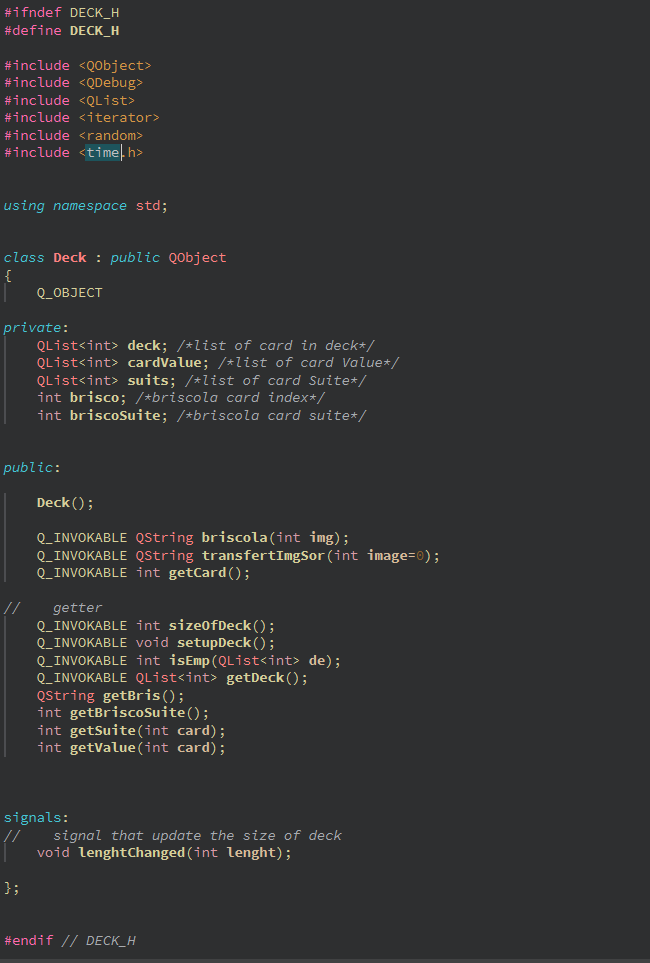 #ifndef DECK_H
#define DECK_H
#include <QObject>
#include <QDebug>
#include <QList>
#include <iterator>
#include <random>
#include <time.h>
using namespace std;
class Deck : public QObject
{
Q_OBJECT
private:
QList<int> deck; /*list of card in deck*/
QList<int> cardValue; /*list of card Value*/
QList<int> suits; /*list of card Suite*/
int brisco; /*briscola card index*/
int briscoSuite; /*briscola card suite*/
public:
Deck();
Q_INVOKABLE QString briscola(int img);
Q_INVOKABLE QString transfertImgSor(int image=0);
Q_INVOKABLE int getCard();
// getter
Q_INVOKABLE int sizeOfDeck();
Q_INVOKABLE void setupDeck();
Q_INVOKABLE int isEmp(QList<int> de);
Q_INVOKABLE QList<int> getDeck();
QString getBris();
int getBriscoSuite();
int getSuite(int card);
int getValue(int card);
signals:
// signal that update the size of deck
void lenghtChanged(int lenght);
};
#endif // DECK_H